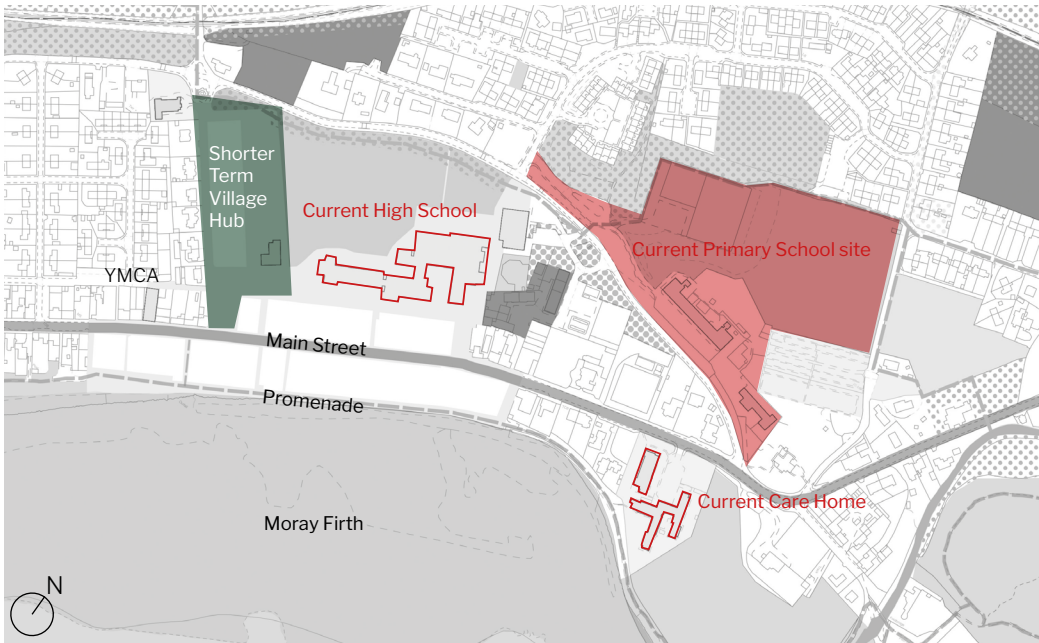 Shorter
Term
Village
Hub
Current High School
Current Primary School site
YMCA
Main Street
Promenade
Current Care Home
Moray Firth
N